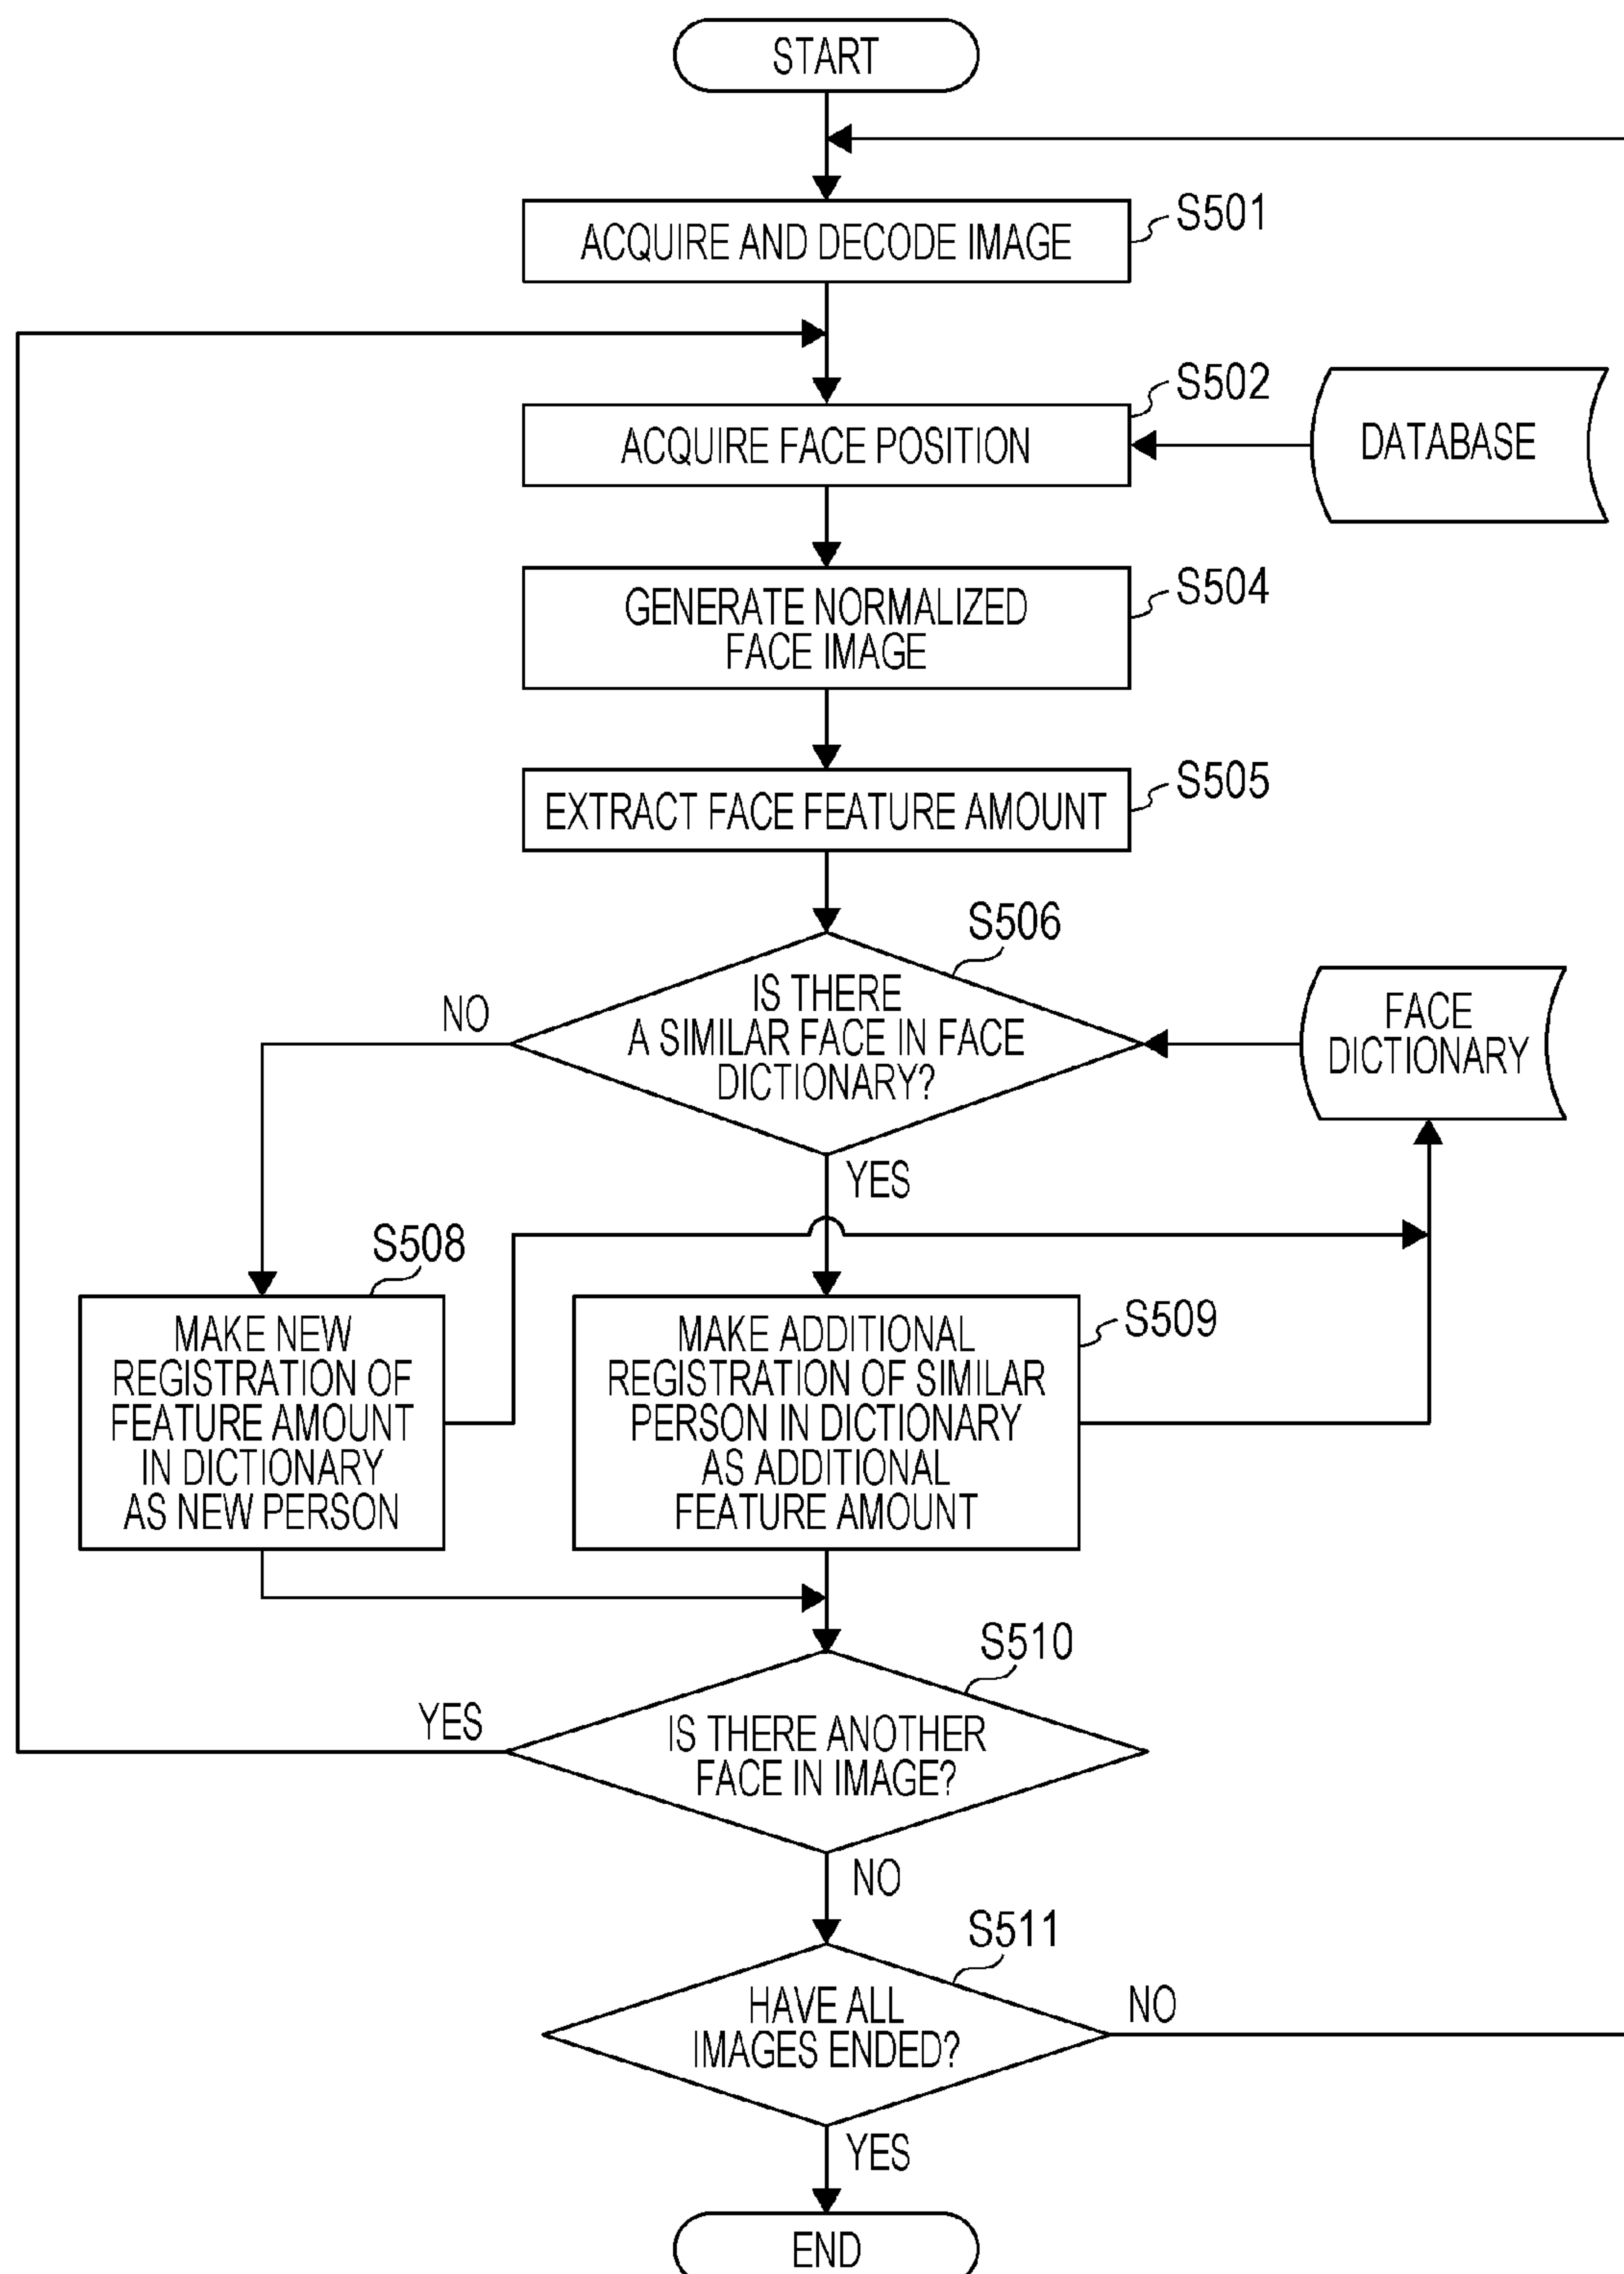 START
ACQUIRE AND DECODE IMAGE
S501
ACQUIRE FACE POSITION
S502
DATABASE
GENERATE NORMALIZED
FACE IMAGE
S504
EXTRACT FACE FEATURE AMOUNT
S505
S506
IS THERE
A SIMILAR FACE IN FACE
DICTIONARY?
NO
FACE
DICTIONARY
YES
S508
MAKE NEW
REGISTRATION OF
FEATURE AMOUNT
IN DICTIONARY
AS NEW PERSON
MAKE ADDITIONAL
REGISTRATION OF SIMILAR
PERSON IN DICTIONARY
AS ADDITIONAL
FEATURE AMOUNT
S509
S510
YES
IS THERE ANOTHER
FACE IN IMAGE?
NO
S511
HAVE ALL
IMAGES ENDED?
NO
YES
END